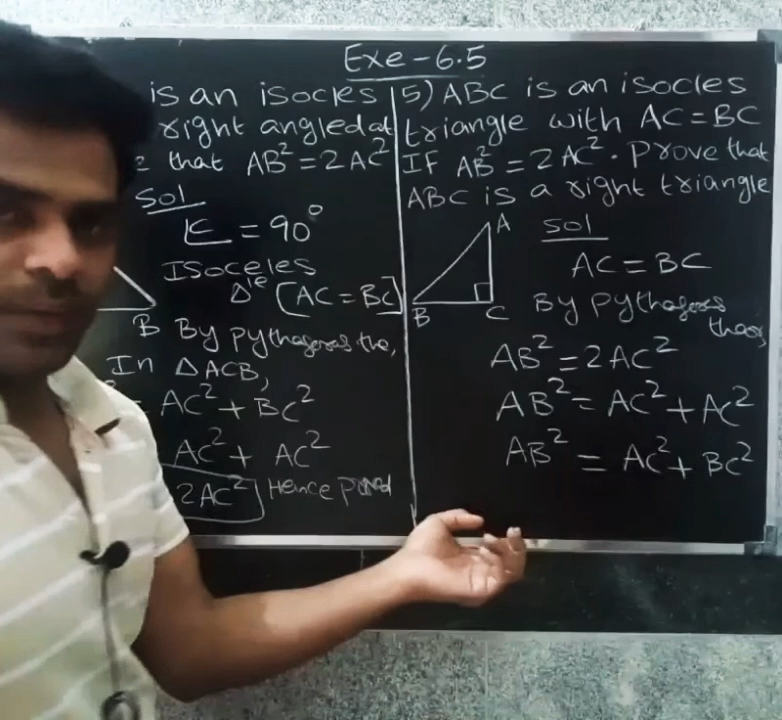 Exe-6.5
is an isocles
right angled at
that AB²=2AC²
Sol
= 90°
Isoceles
Δle (AC=BC)
B By pythagoras the,
In ΔACB,
= AC²+BC²
AC²+ AC²
2AC² Hence
5) ABC is an isocles
triangle with AC=BC
IF AB²=2AC². Prove that
ABC is a right triangle
A sol
AC=BC
B C By pythagoras
AB²=2AC²
AB²=AC²+AC²
AB²=AC²+BC²